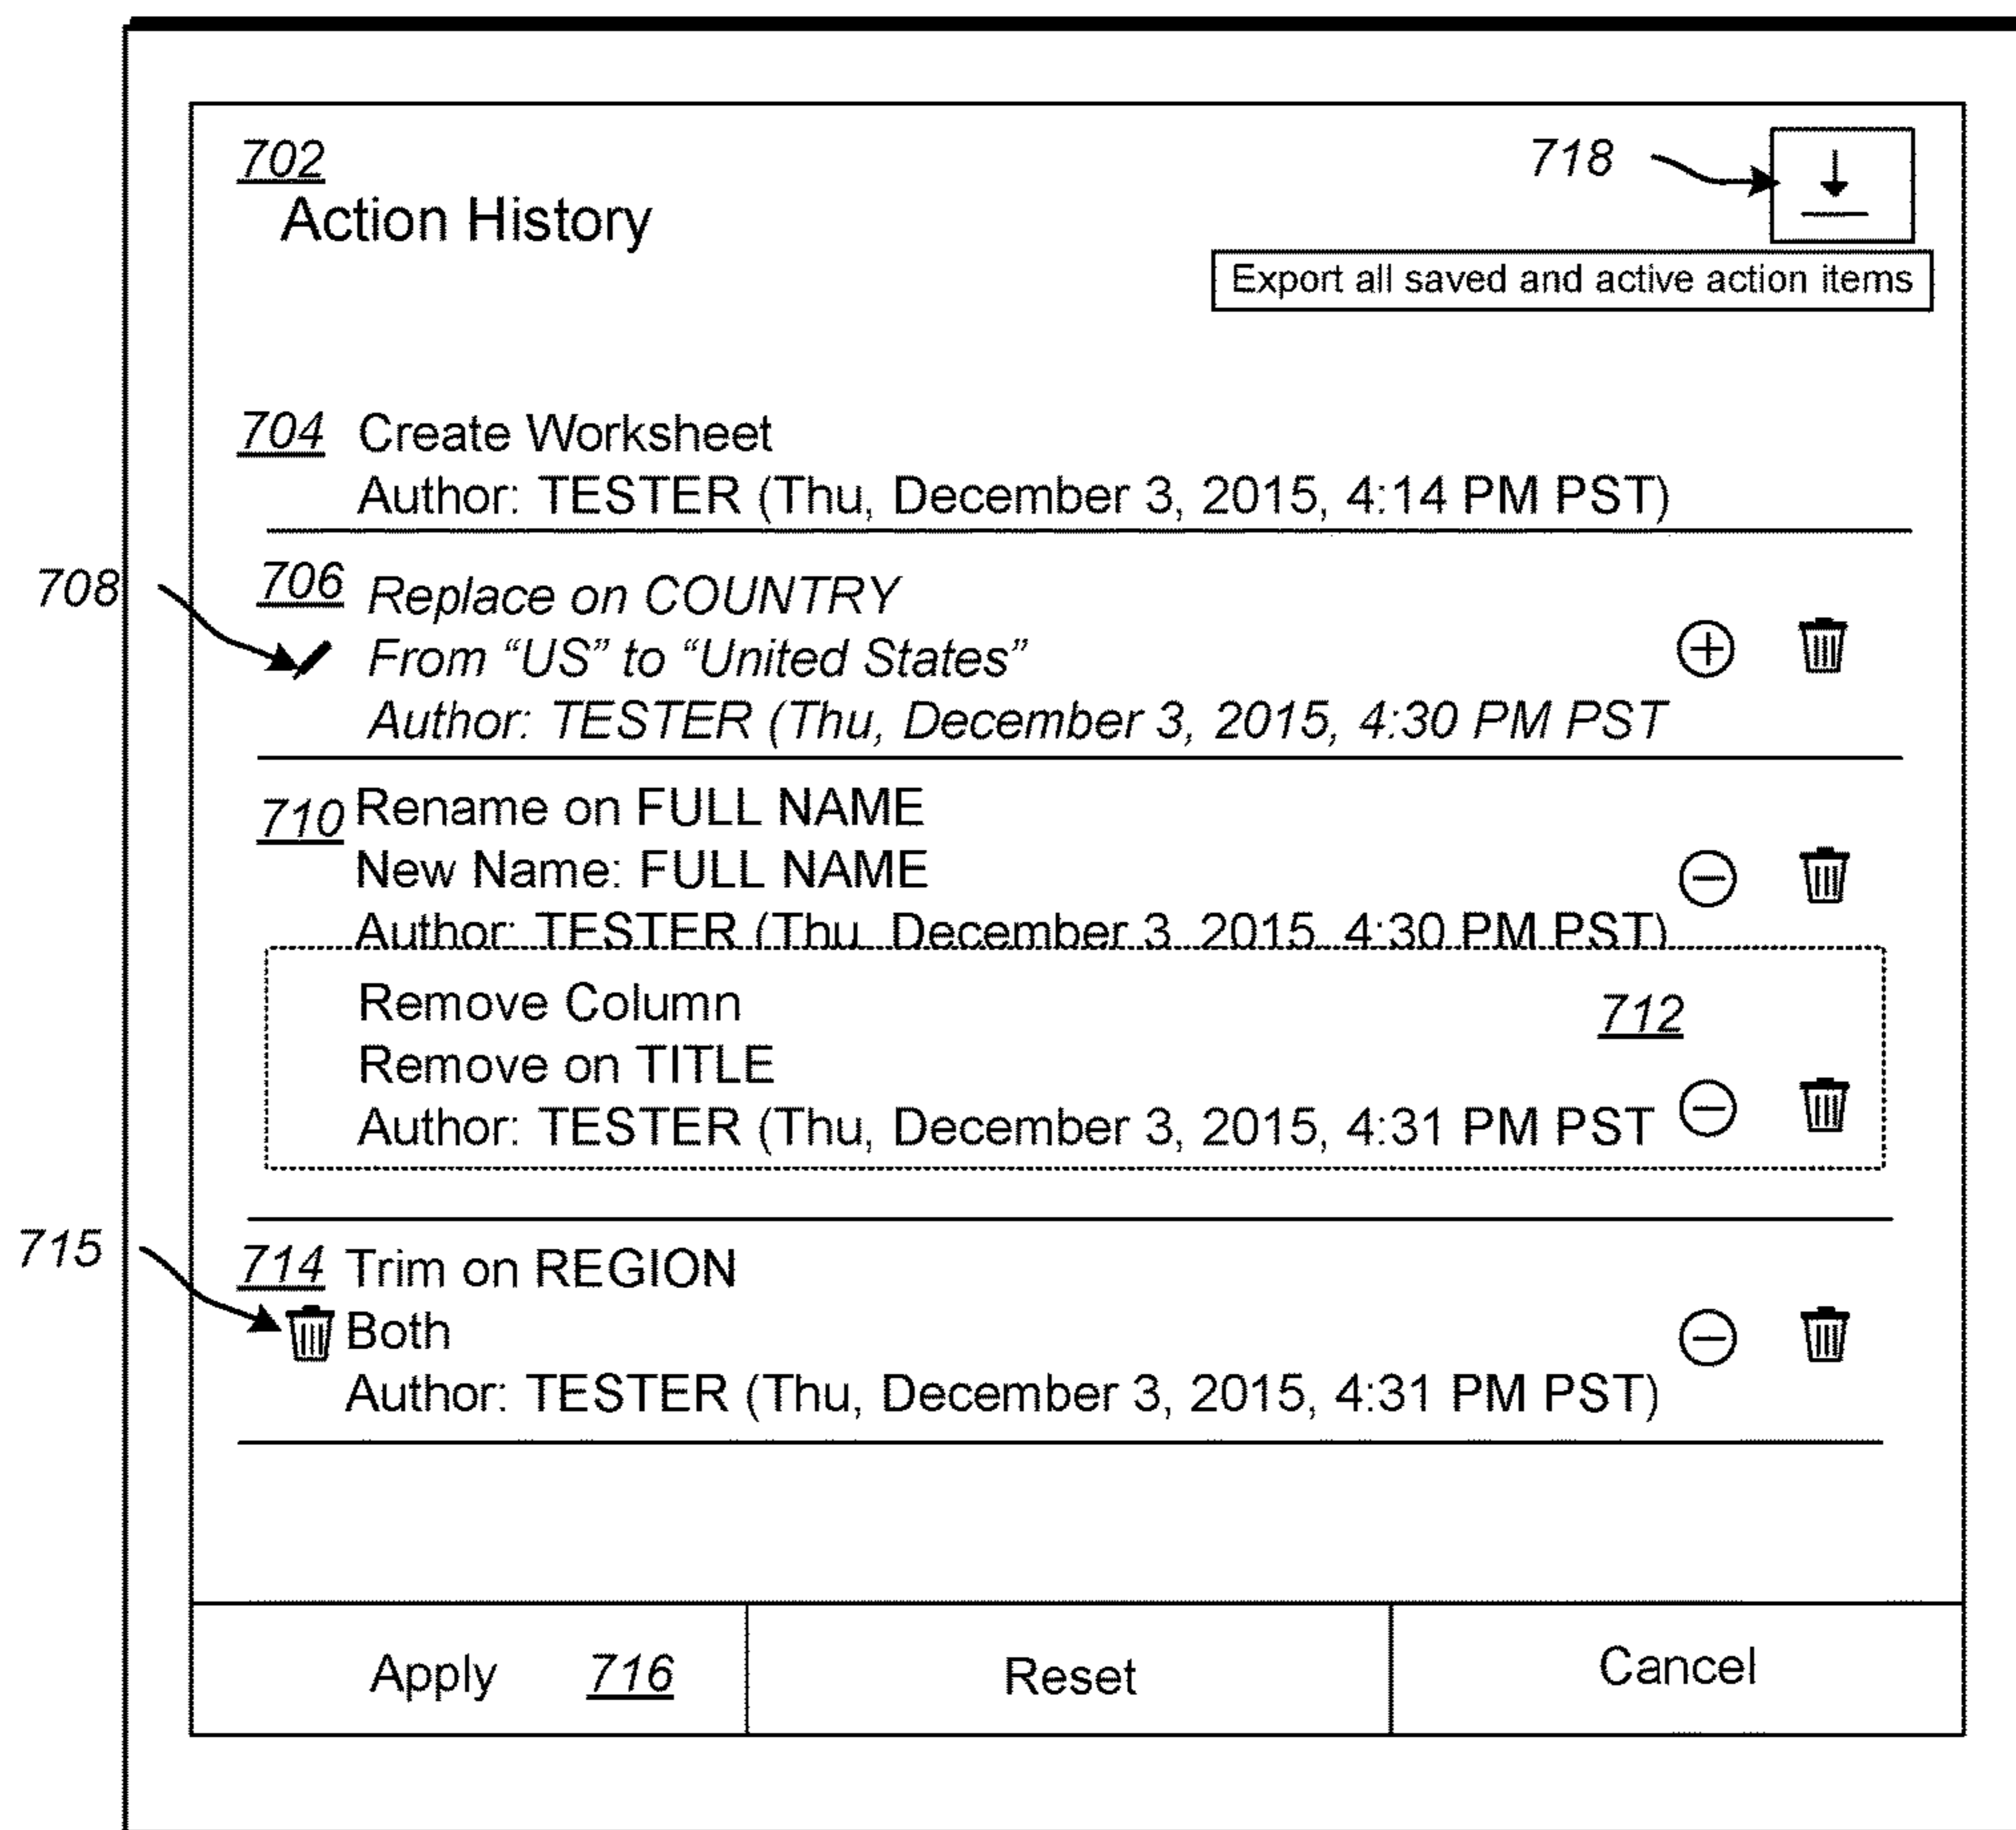 702
Action History
718
Export all saved and active action items
704 Create Worksheet
Author: TESTER (Thu, December 3, 2015, 4:14 PM PST)
708
706 Replace on COUNTRY
From “US” to “United States”
Author: TESTER (Thu, December 3, 2015, 4:30 PM PST
710 Rename on FULL NAME
New Name: FULL NAME
Author: TESTER (Thu, December 3, 2015, 4:30 PM PST)
Remove Column
712
Remove on TITLE
Author: TESTER (Thu, December 3, 2015, 4:31 PM PST
715
714 Trim on REGION
Both
Author: TESTER (Thu, December 3, 2015, 4:31 PM PST)
Apply 716
Reset
Cancel